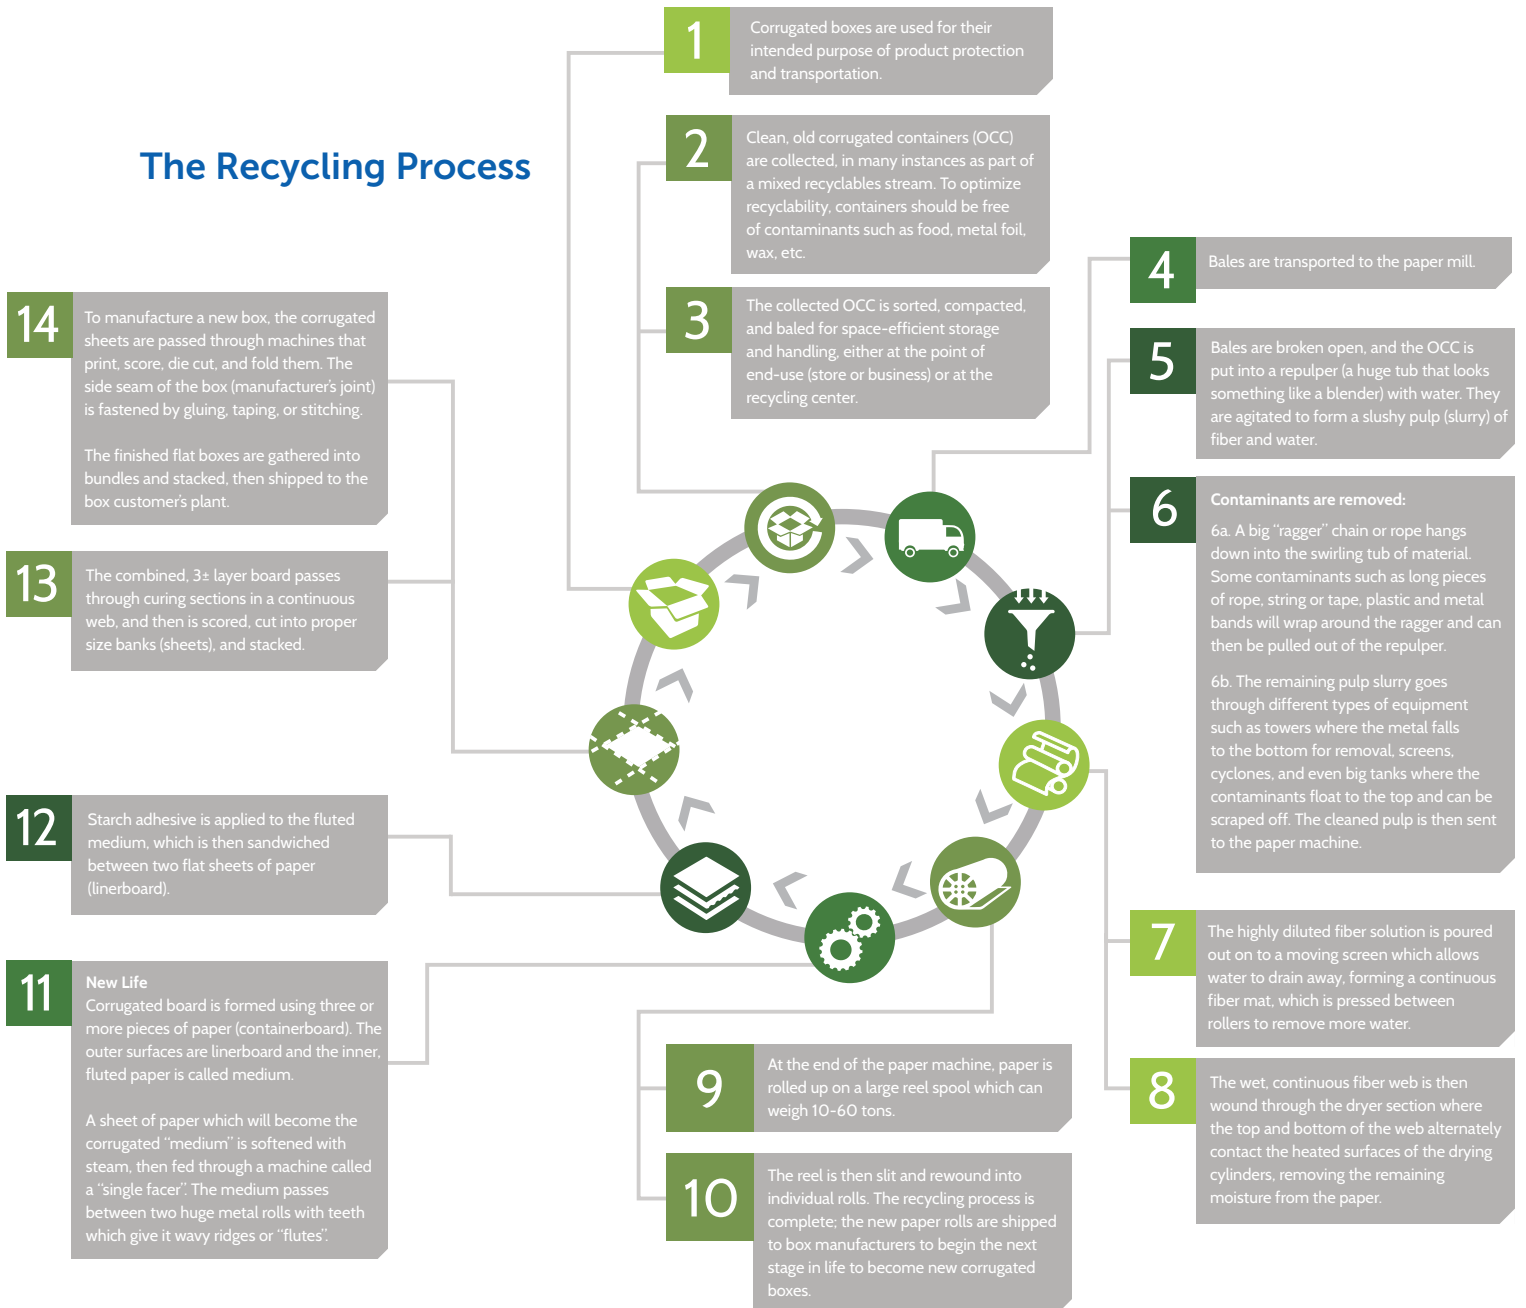 The Recycling Process
1
Corrugated boxes are used for their
intended purpose of product protection
and transportation.
2
Clean, old corrugated containers (OCC)
are collected, in many instances as part of
a mixed recyclables stream. To optimize
recyclability, containers should be free
of contaminants such as food, metal foil,
wax, etc.
3
The collected OCC is sorted, compacted,
and baled for space-efficient storage
and handling, either at the point of
end-use (store or business) or at the
recycling center.
4
Bales are transported to the paper mill.
5
Bales are broken open, and the OCC is
put into a repulper (a huge tub that looks
something like a blender) with water. They
are agitated to form a slushy pulp (slurry) of
fiber and water.
6
Contaminants are removed:
6a. A big “ragger” chain or rope hangs
down into the swirling tub of material.
Some contaminants such as long pieces
of rope, string or tape, plastic and metal
bands will wrap around the ragger and can
then be pulled out of the repulper.
6b. The remaining pulp slurry goes
through different types of equipment
such as towers where the metal falls
to the bottom for removal, screens,
cyclones, and even big tanks where the
contaminants float to the top and can be
scraped off. The cleaned pulp is then sent
to the paper machine.
7
The highly diluted fiber solution is poured
out on to a moving screen which allows
water to drain away, forming a continuous
fiber mat, which is pressed between
rollers to remove more water.
8
The wet, continuous fiber web is then
wound through the dryer section where
the top and bottom of the web alternately
contact the heated surfaces of the drying
cylinders, removing the remaining
moisture from the paper.
9
At the end of the paper machine, paper is
rolled up on a large reel spool which can
weigh 10-60 tons.
10
The reel is then slit and rewound into
individual rolls. The recycling process is
complete; the new paper rolls are shipped
to box manufacturers to begin the next
stage in life to become new corrugated
boxes.
11
New Life
Corrugated board is formed using three or
more pieces of paper (containerboard). The
outer surfaces are linerboard and the inner,
fluted paper is called medium.
A sheet of paper which will become the
corrugated “medium” is softened with
steam, then fed through a machine called
a “single facer”. The medium passes
between two huge metal rolls with teeth
which give it wavy ridges or “flutes”.
12
Starch adhesive is applied to the fluted
medium, which is then sandwiched
between two flat sheets of paper
(linerboard).
13
The combined, 3± layer board passes
through curing sections in a continuous
web, and then is scored, cut into proper
size banks (sheets), and stacked.
14
To manufacture a new box, the corrugated
sheets are passed through machines that
print, score, die cut, and fold them. The
side seam of the box (manufacturer’s joint)
is fastened by gluing, taping, or stitching.
The finished flat boxes are gathered into
bundles and stacked, then shipped to the
box customer’s plant.